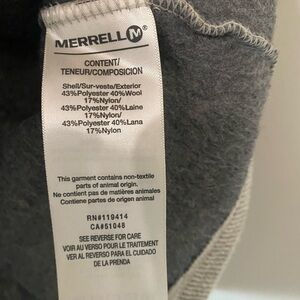 MERRELL M
CONTENT/
TENEUR/COMPOSICION
Shell/Sur-veste/Exterior
43%Polyester 40%Wool
17%Nylon/
43%Polyester 40%Laine
17%Nylon/
43%Polyester 40%Lana
17%Nylon
This garment contains non-textile
parts of animal origin.
Ne contient pas de matières animales
Contiene partes de origen animal
RN#119414
CA#51048
SEE REVERSE FOR CARE
VOIR AU VERSO POUR LE TRAITEMENT
VER AL REVERSO PARA EL CUIDADO
DE LA PRENDA